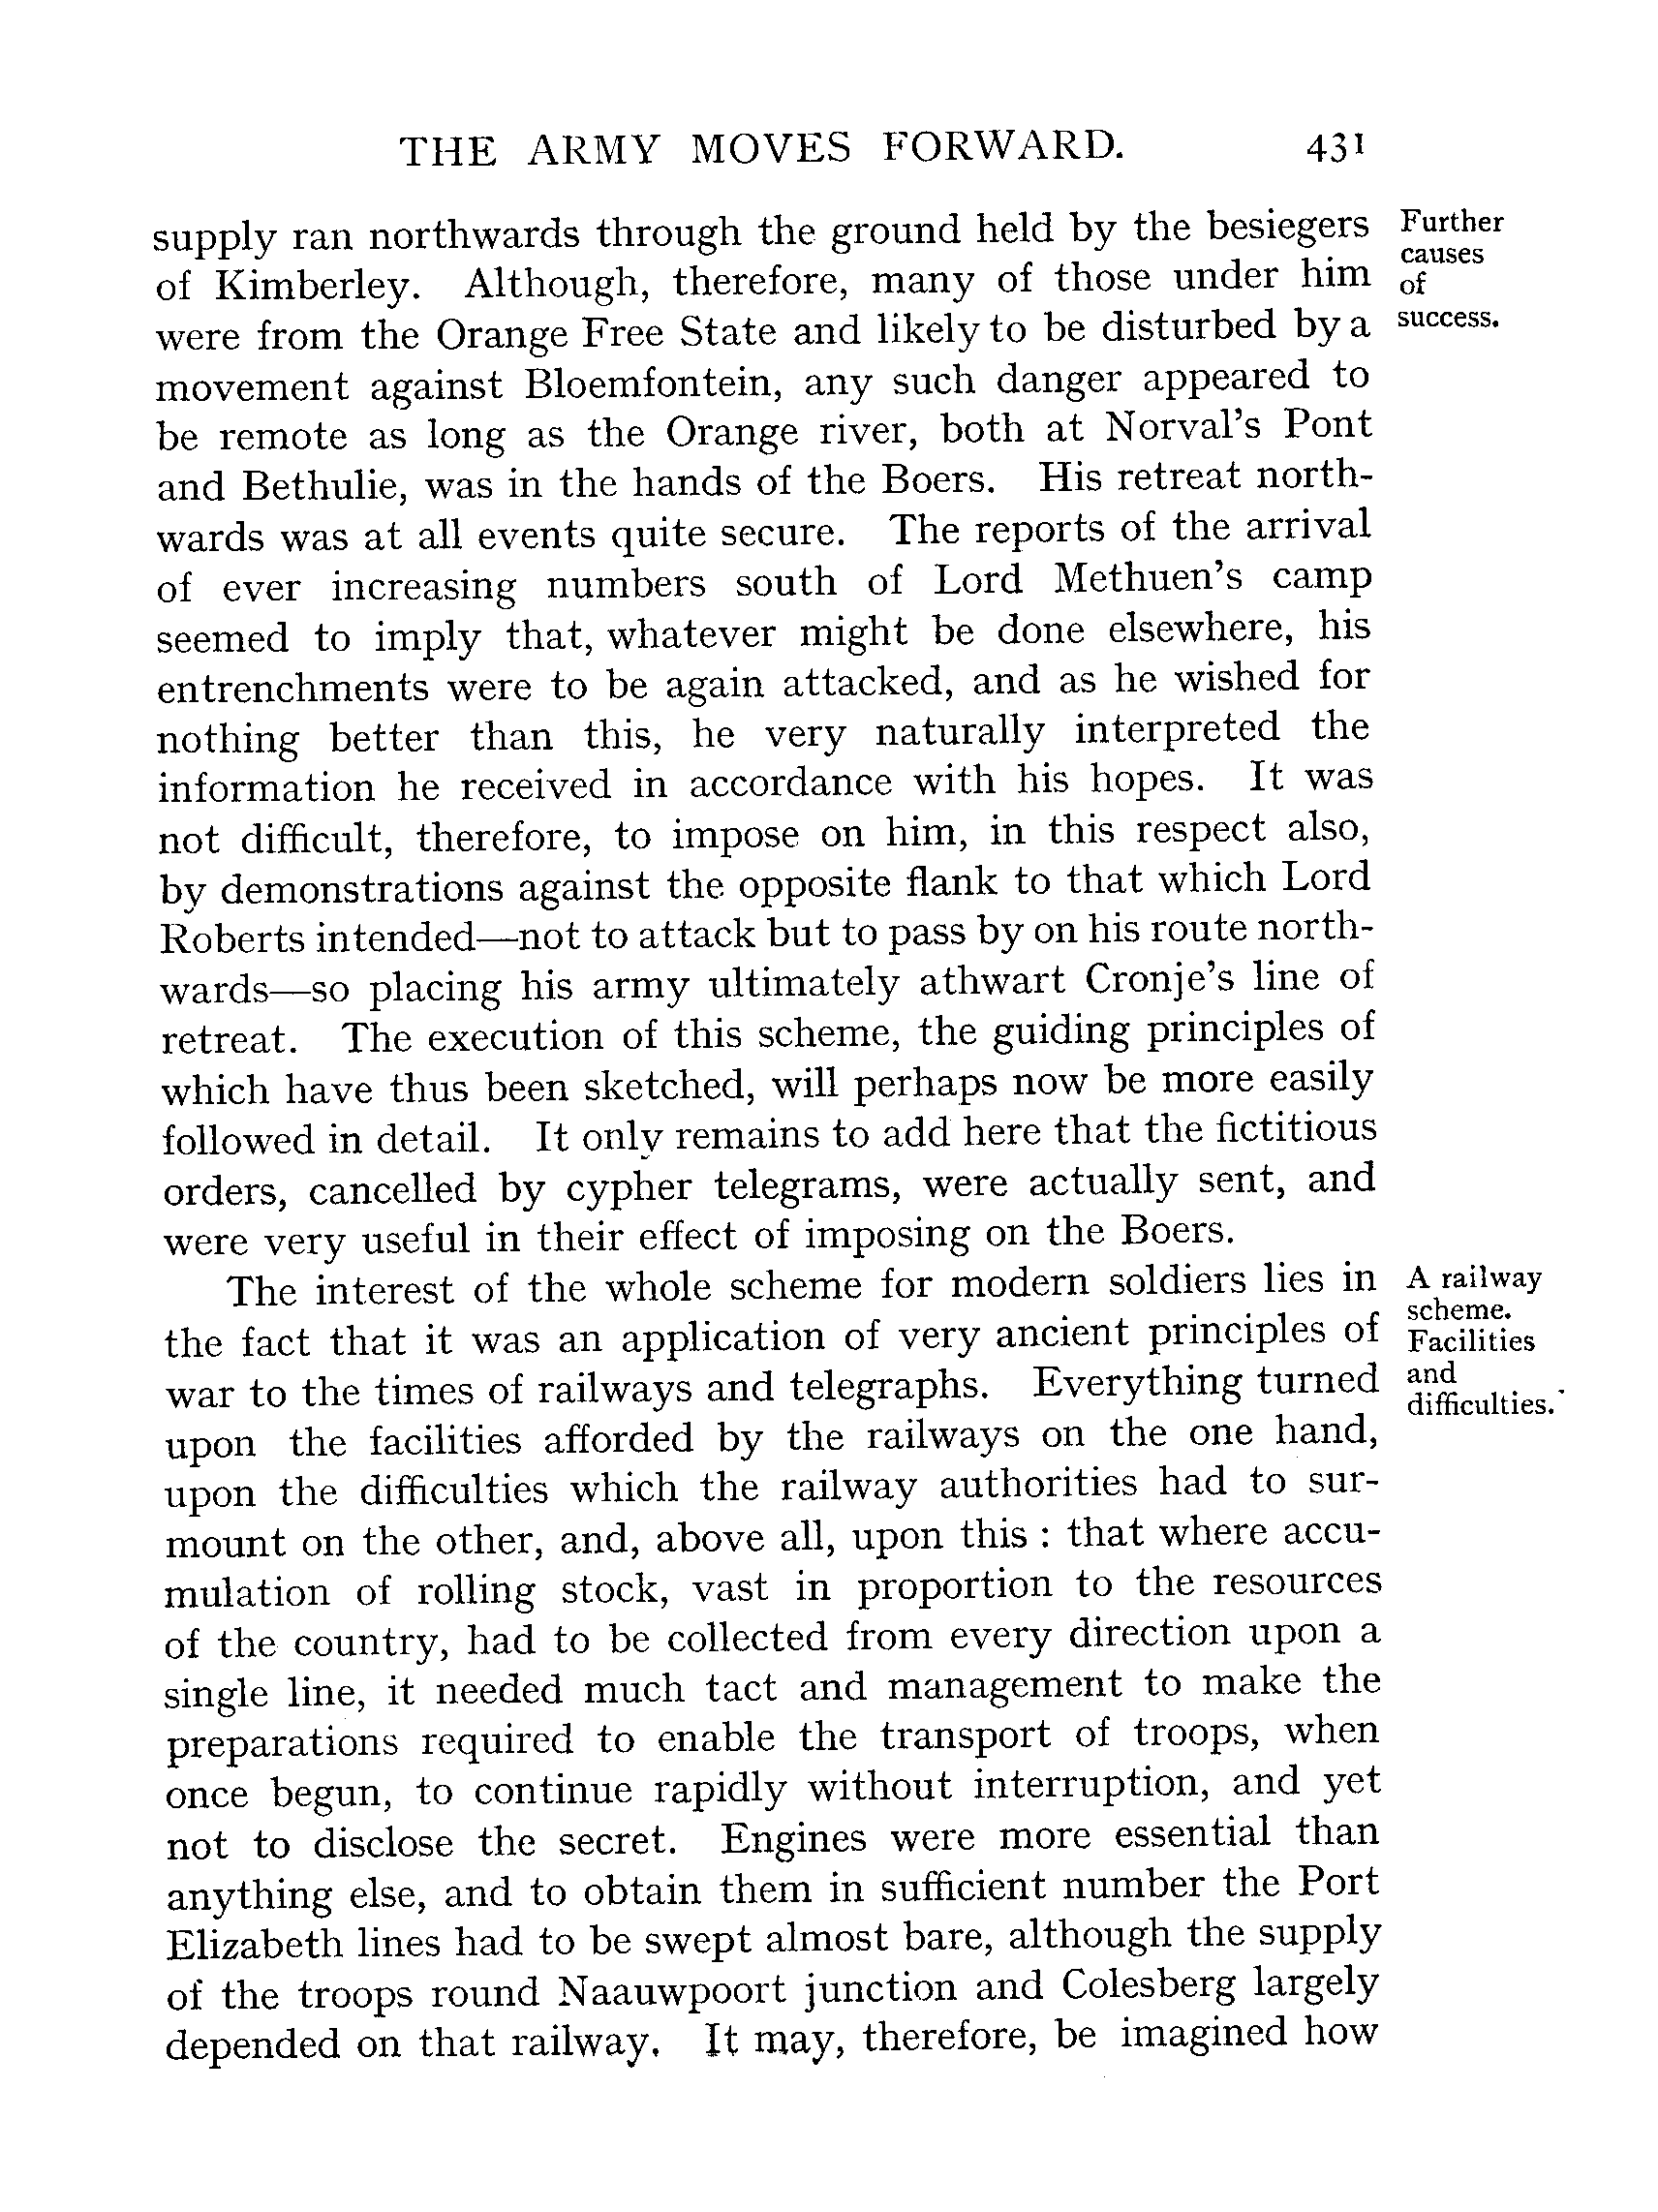 THE ARMY MOVES FORWARD. 431
supply ran northwards through the ground held by the besiegers
of Kimberley. Although, therefore, many of those under him
were from the Orange Free State and likely to be disturbed by a
movement against Bloemfontein, any such danger appeared to
be remote as long as the Orange river, both at Norval's Pont
and Bethulie, was in the hands of the Boers. His retreat north-
wards was at all events quite secure. The reports of the arrival
of ever increasing numbers south of Lord Methuen's camp
seemed to imply that, whatever might be done elsewhere, his
entrenchments were to be again attacked, and as he wished for
nothing better than this, he very naturally interpreted the
information he received in accordance with his hopes. It was
not difficult, therefore, to impose on him, in this respect also,
by demonstrations against the opposite flank to that which Lord
Roberts intended—not to attack but to pass by on his route north-
wards—so placing his army ultimately athwart Cronje's line of
retreat. The execution of this scheme, the guiding principles of
which have thus been sketched, will perhaps now be more easily
followed in detail. It only remains to add here that the fictitious
orders, cancelled by cypher telegrams, were actually sent, and
were very useful in their effect of imposing on the Boers.
The interest of the whole scheme for modern soldiers lies in
the fact that it was an application of very ancient principles of
war to the times of railways and telegraphs. Everything turned
upon the facilities afforded by the railways on the one hand,
upon the difficulties which the railway authorities had to sur-
mount on the other, and, above all, upon this : that where accu-
mulation of rolling stock, vast in proportion to the resources
of the country, had to be collected from every direction upon a
single line, it needed much tact and management to make the
preparations required to enable the transport of troops, when
once begun, to continue rapidly without interruption, and yet
not to disclose the secret. Engines were more essential than
anything else, and to obtain them in sufficient number the Port
Elizabeth lines had to be swept almost bare, although the supply
of the troops round Naauwpoort junction and Colesberg largely
depended on that railway. It may, therefore, be imagined how
Further
causes
of
success.
A railway
scheme.
Facilities
and
difficulties.